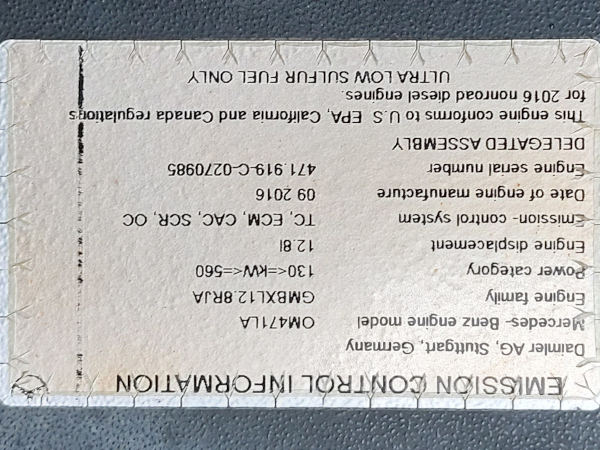 EMISSION CONTROL INFORMATION
Daimler AG, Stuttgart, Germany
Mercedes- Benz engine model OM471LA
Engine family GMBXL12.8RJA
Power category 130=<kW<=560
Engine displacement 12.8l
Emission- control system TC, ECM, CAC, SCR, OC
Date of engine manufacture 09 2016
Engine serial number 471.919-C-0270985
DELEGATED ASSEMBLY
This engine conforms to U.S. EPA, California and Canada regulations
for 2016 nonroad diesel engines.
ULTRA LOW SULFUR FUEL ONLY